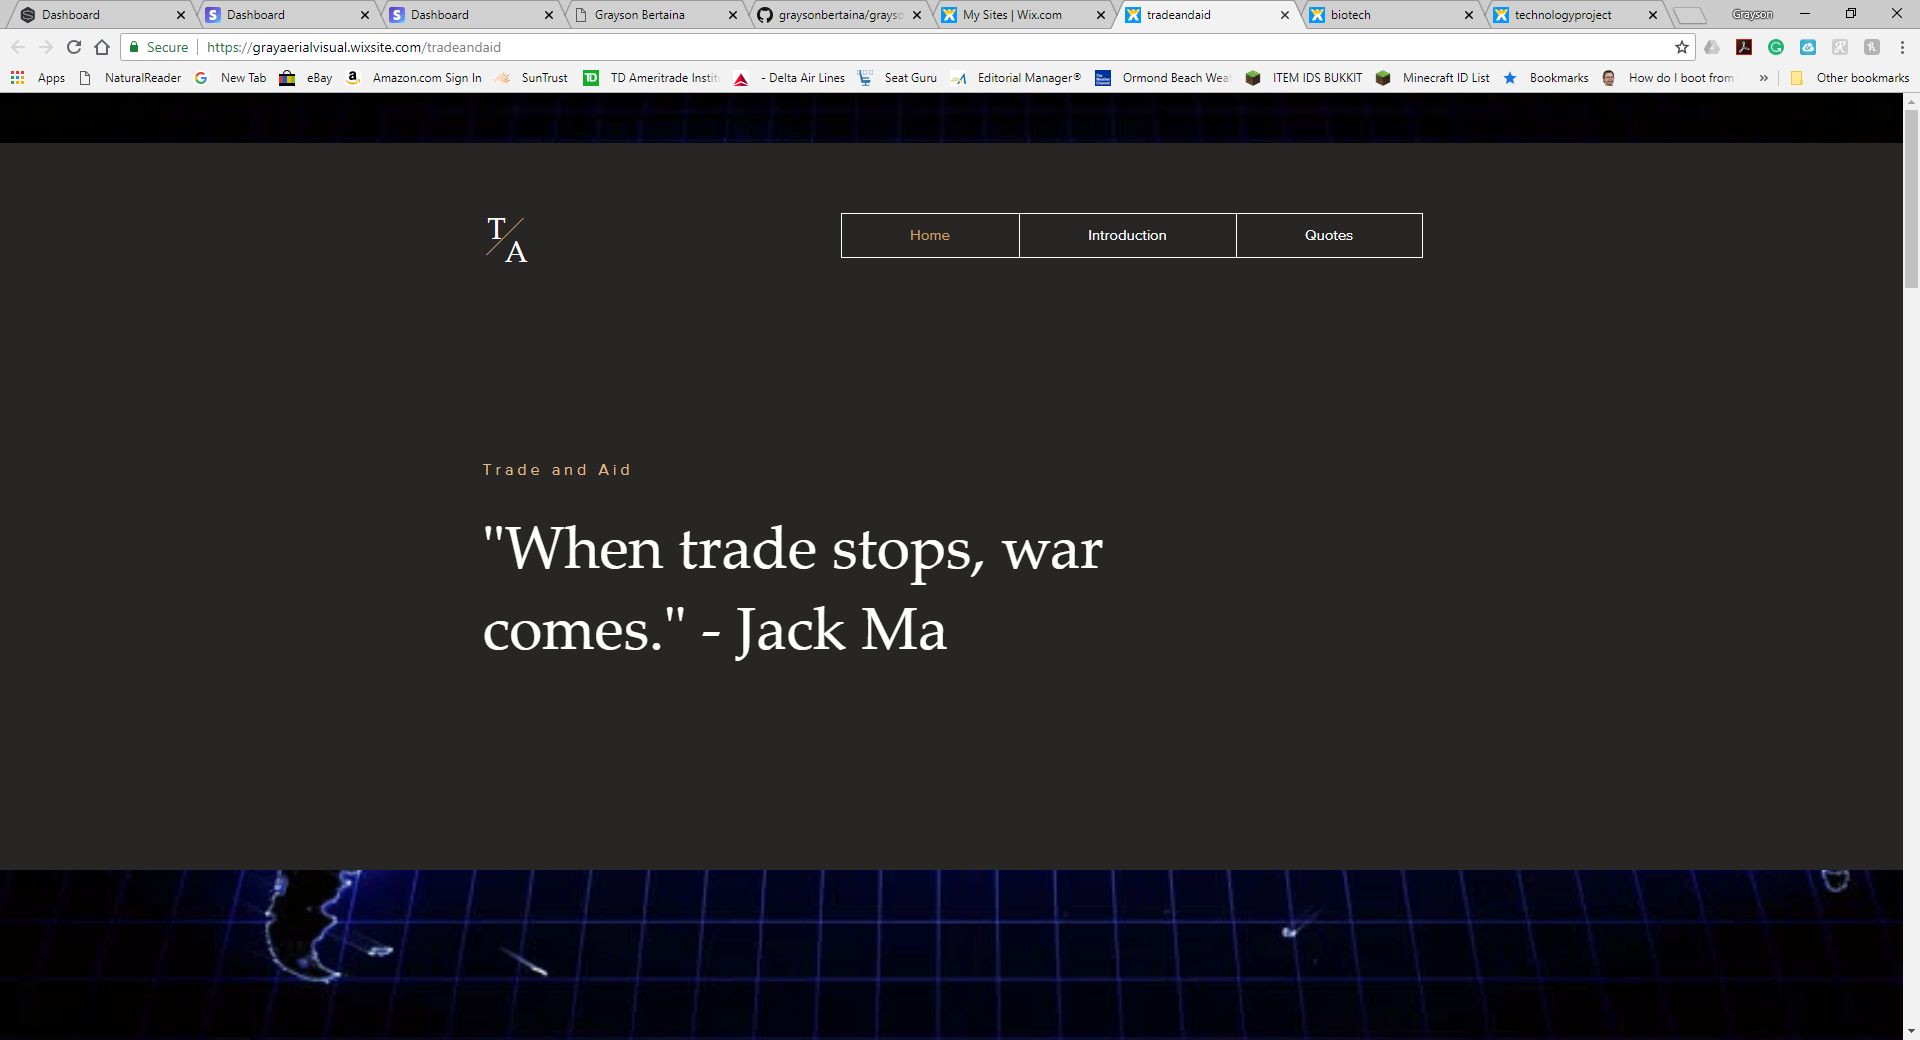 Dashboard
Dashboard
Dashboard
Grayson Bertaina
graysonbertaina/grayso
My Sites | Wix.com
tradeandaid
biotech
technologyproject
Grayson
Secure
https://grayaerialvisual.wixsite.com/tradeandaid
Apps
NaturalReader
New Tab
eBay
Amazon.com Sign In
SunTrust
TD Ameritrade Instit
- Delta Air Lines
Seat Guru
Editorial Manager®
Ormond Beach Wea
ITEM IDS BUKKIT
Minecraft ID List
Bookmarks
How do I boot from
»
Other bookmarks
T
A
Home
Introduction
Quotes
Trade and Aid
"When trade stops, war
comes." - Jack Ma